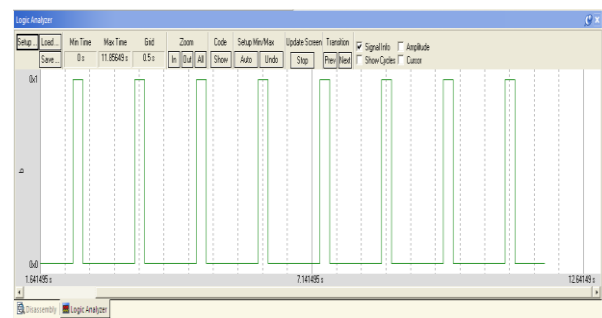 Logic Analyzer
Setup... Load... Min Time Max Time Grid Zoom Code Setup Min/Max Update Screen Transition Signal Info Amplitude
Save... 0 s 11.85649 s 0.5 s In Out All Show Auto Undo Stop Prev Next Show Cycles Cursor
0x1
0x0
1.641495 s 7.141495 s 12.64149 s
Disassembly Logic Analyzer